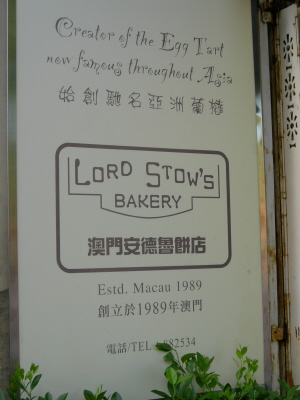 Creator of the Egg Tart
now famous throughout Asia
始創馳名亞洲葡撻
LORD STOW'S
BAKERY
澳門安德魯餅店
Estd. Macau 1989
創立於1989年澳門
電話/TEL 882534